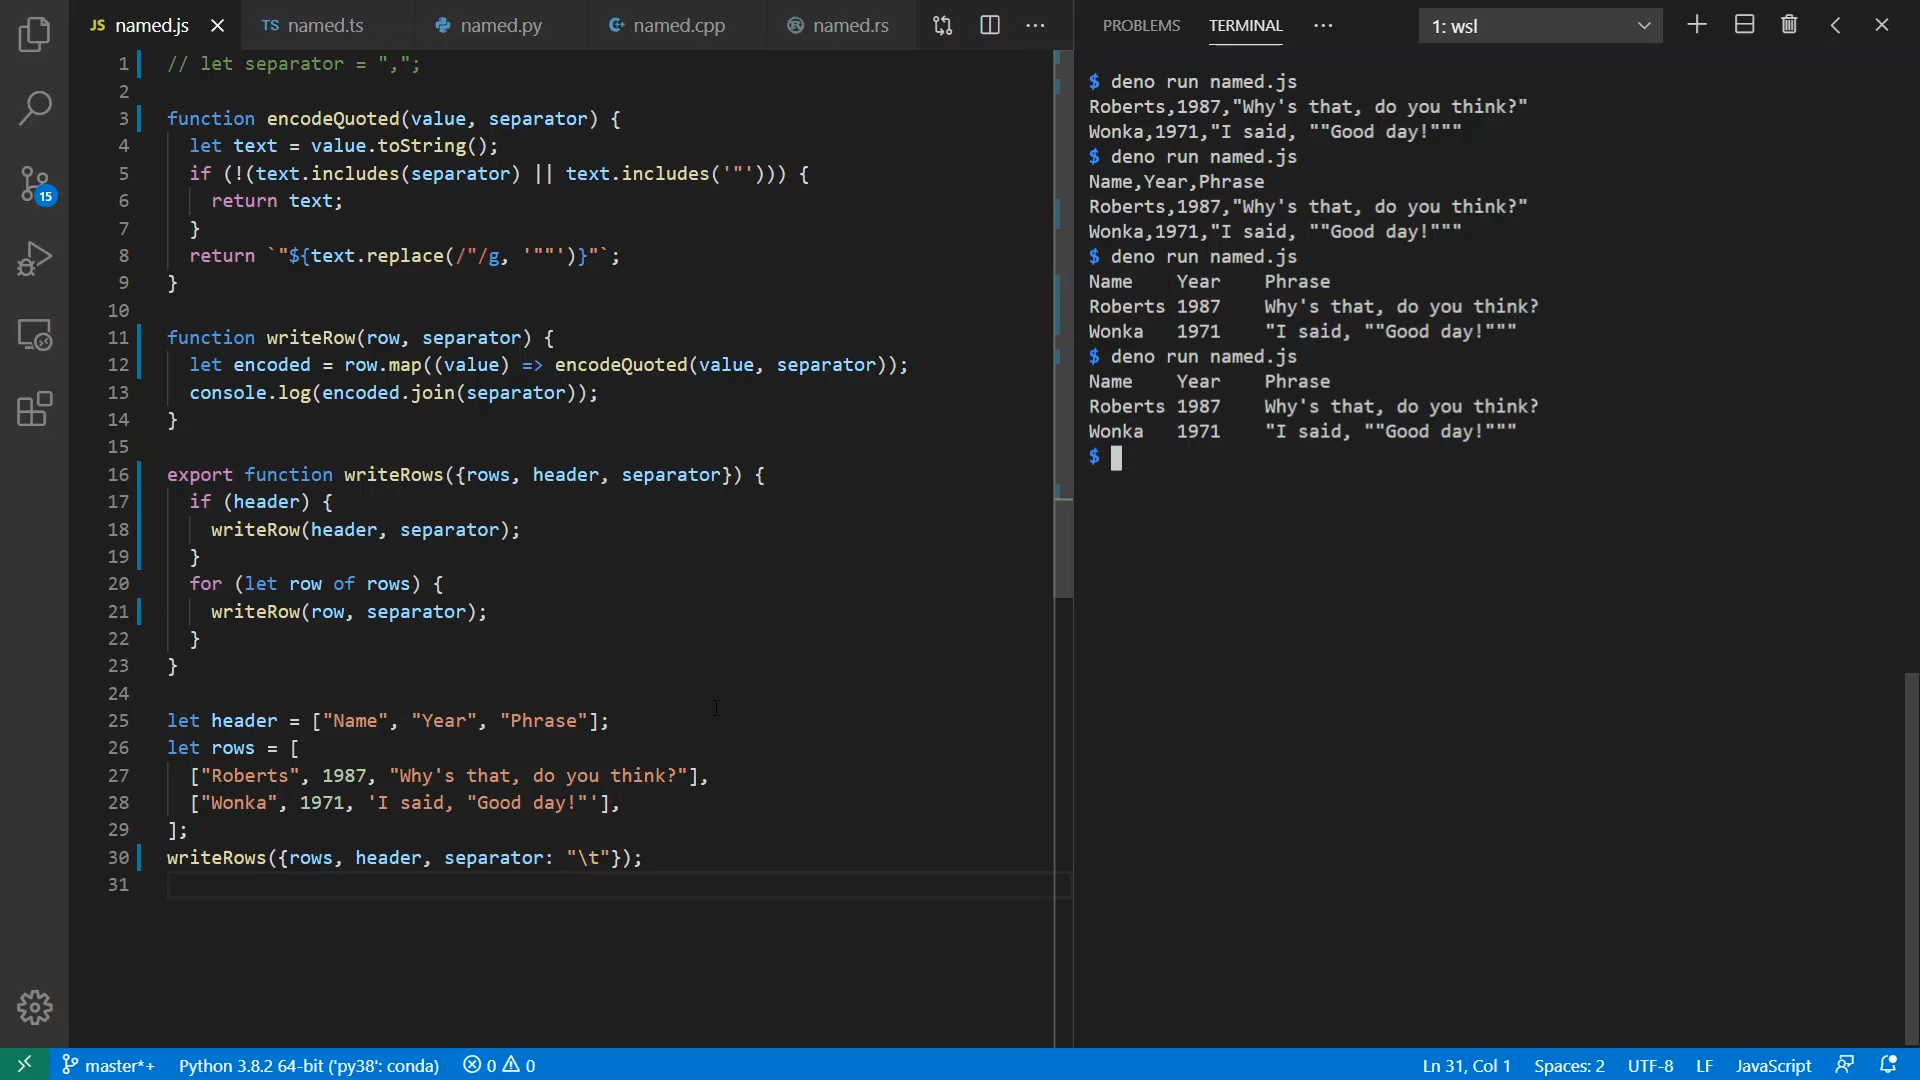 JS named.js
TS named.ts
named.py
named.cpp
named.rs
PROBLEMS
TERMINAL
1: wsl
1 // let separator = ",";
2
3 function encodeQuoted(value, separator) {
4   let text = value.toString();
5   if (!(text.includes(separator) || text.includes('"'))) {
6     return text;
7   }
8   return `"${text.replace(/"/g, '""')}"`;
9 }
10
11 function writeRow(row, separator) {
12   let encoded = row.map((value) => encodeQuoted(value, separator));
13   console.log(encoded.join(separator));
14 }
15
16 export function writeRows({rows, header, separator}) {
17   if (header) {
18     writeRow(header, separator);
19   }
20   for (let row of rows) {
21     writeRow(row, separator);
22   }
23 }
24
25 let header = ["Name", "Year", "Phrase"];
26 let rows = [
27   ["Roberts", 1987, "Why's that, do you think?"],
28   ["Wonka", 1971, 'I said, "Good day!"'],
29 ];
30 writeRows({rows, header, separator: "\t"});
31
$ deno run named.js
Roberts,1987,"Why's that, do you think?"
Wonka,1971,"I said, ""Good day!"""
$ deno run named.js
Name,Year,Phrase
Roberts,1987,"Why's that, do you think?"
Wonka,1971,"I said, ""Good day!"""
$ deno run named.js
Name    Year    Phrase
Roberts 1987    Why's that, do you think?
Wonka   1971    "I said, ""Good day!"""
$ deno run named.js
Name    Year    Phrase
Roberts 1987    Why's that, do you think?
Wonka   1971    "I said, ""Good day!"""
$
15
master*+ Python 3.8.2 64-bit ('py38': conda) 0 0 Ln 31, Col 1 Spaces: 2 UTF-8 LF JavaScript